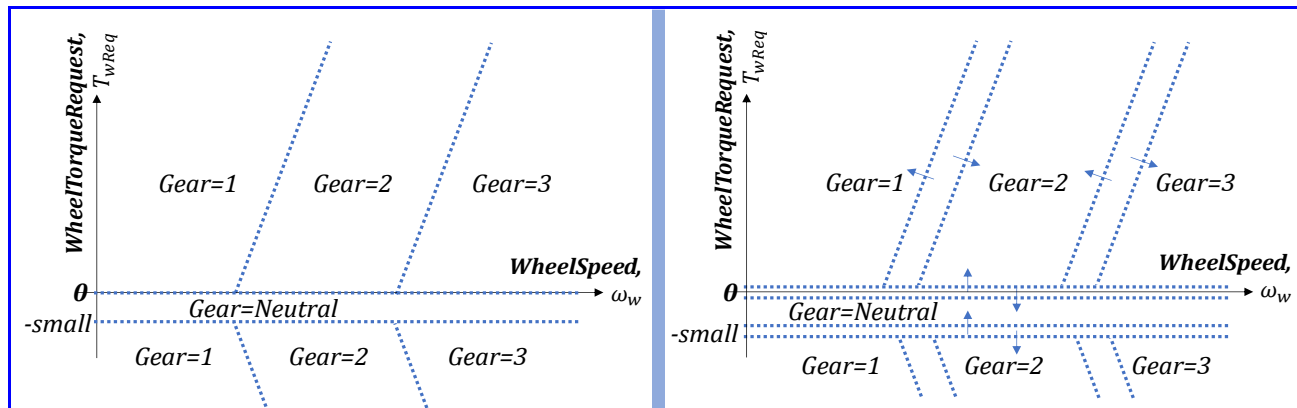 WheelTorqueRequest,
T_wReq
Gear=1
Gear=2
Gear=3
WheelSpeed,
ω_w
0
Gear=Neutral
-small
Gear=1
Gear=2
Gear=3
WheelTorqueRequest,
T_wReq
Gear=1
Gear=2
Gear=3
WheelSpeed,
ω_w
0
Gear=Neutral
-small
Gear=1
Gear=2
Gear=3